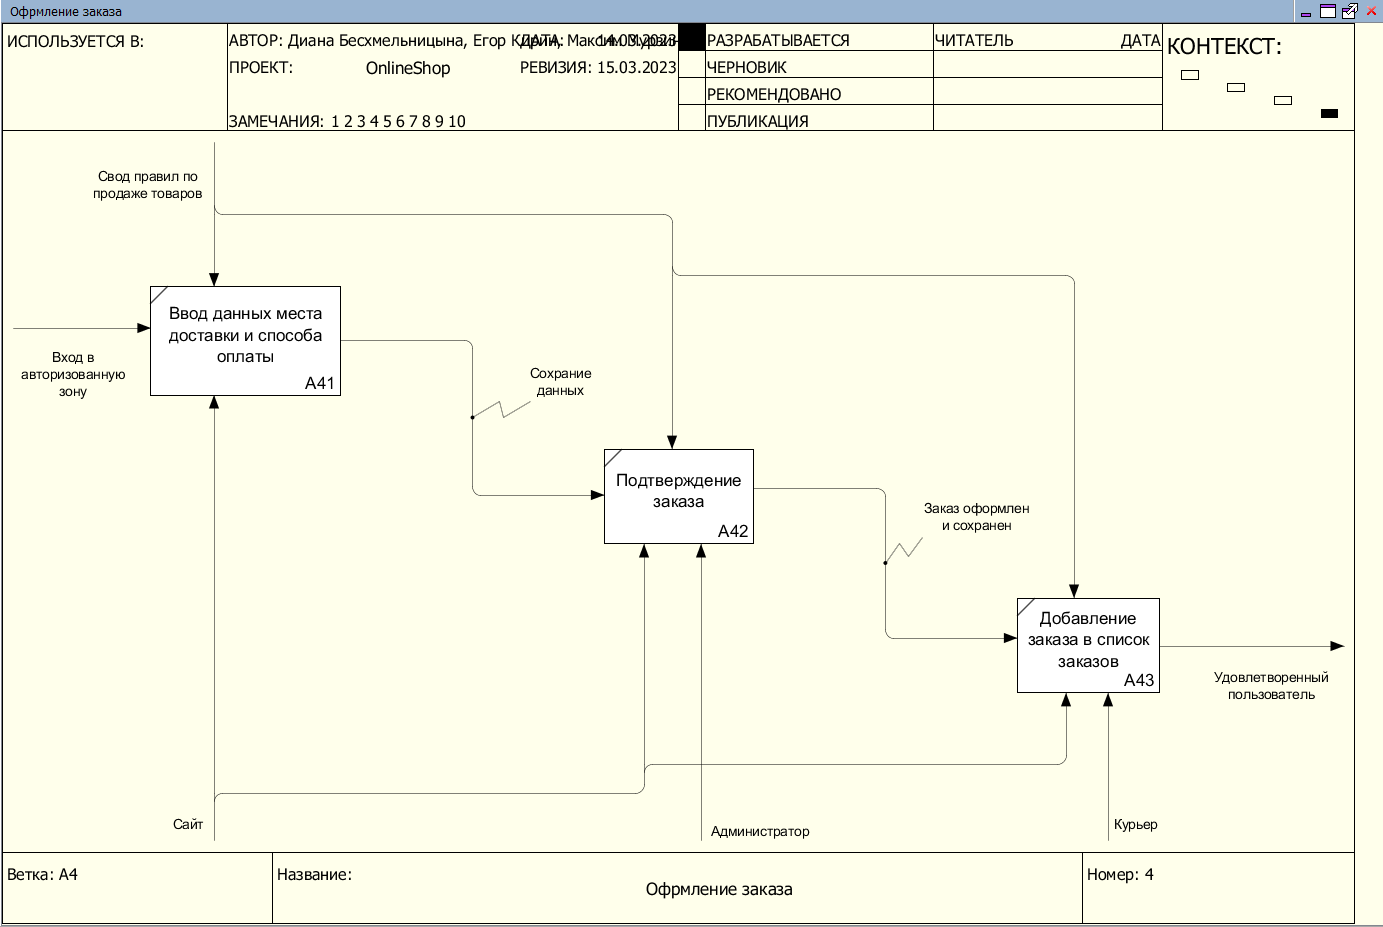 Офрмление заказа
ИСПОЛЬЗУЕТСЯ В:
АВТОР: Диана Бесхмельницына, Егор
ДАТА: 14.03.2023
ПРОЕКТ: OnlineShop
РЕВИЗИЯ: 15.03.2023
ЗАМЕЧАНИЯ: 1 2 3 4 5 6 7 8 9 10
РАЗРАБАТЫВАЕТСЯ
ЧЕРНОВИК
РЕКОМЕНДОВАНО
ПУБЛИКАЦИЯ
ЧИТАТЕЛЬ ДАТА
КОНТЕКСТ:
Свод правил по
продаже товаров
Ввод данных места
доставки и способа
оплаты
A41
Вход в
авторизованную
зону
Сохрание
данных
Подтверждение
заказа
A42
Заказ оформлен
и сохранен
Добавление
заказа в список
заказов
A43
Удовлетворенный
пользователь
Сайт
Администратор
Курьер
Ветка: A4
Название:
Офрмление заказа
Номер: 4